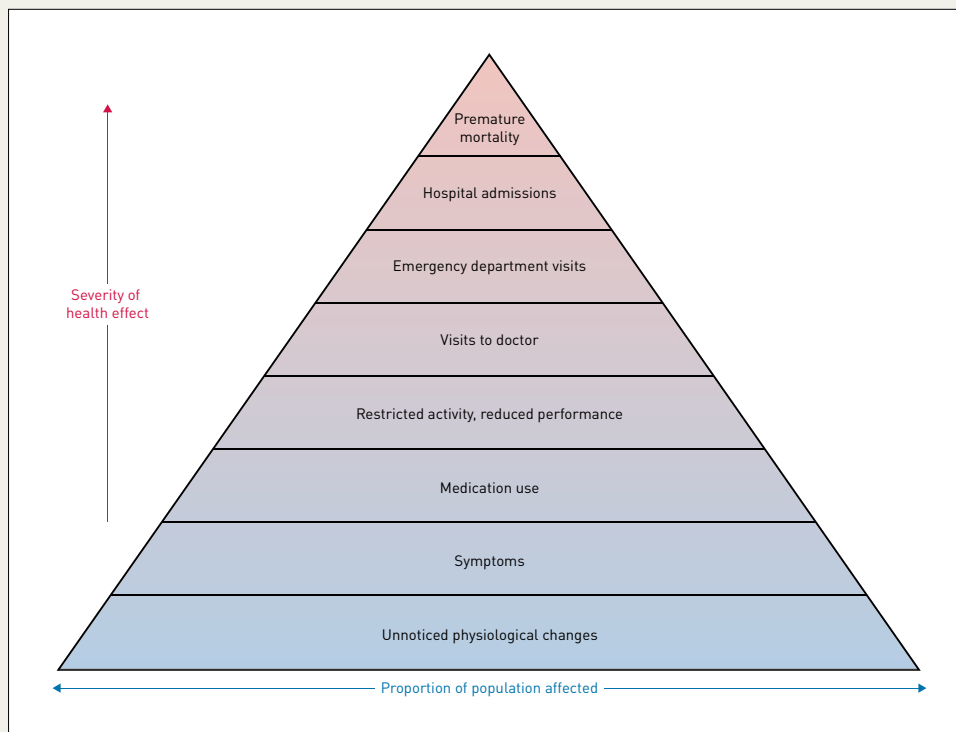 Premature
mortality
Hospital admissions
Emergency department visits
Severity of
health effect
Visits to doctor
Restricted activity, reduced performance
Medication use
Symptoms
Unnoticed physiological changes
Proportion of population affected